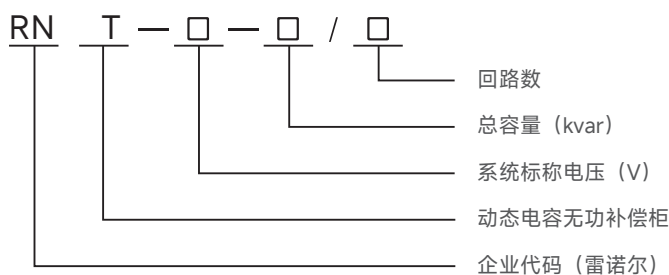 RN T — □ — □ / □
回路数
总容量（kvar）
系统标称电压（V）
动态电容无功补偿柜
企业代码（雷诺尔）